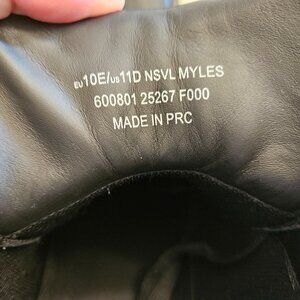 EU10E/US11D NSVL MYLES
600801 25267 F000
MADE IN PRC